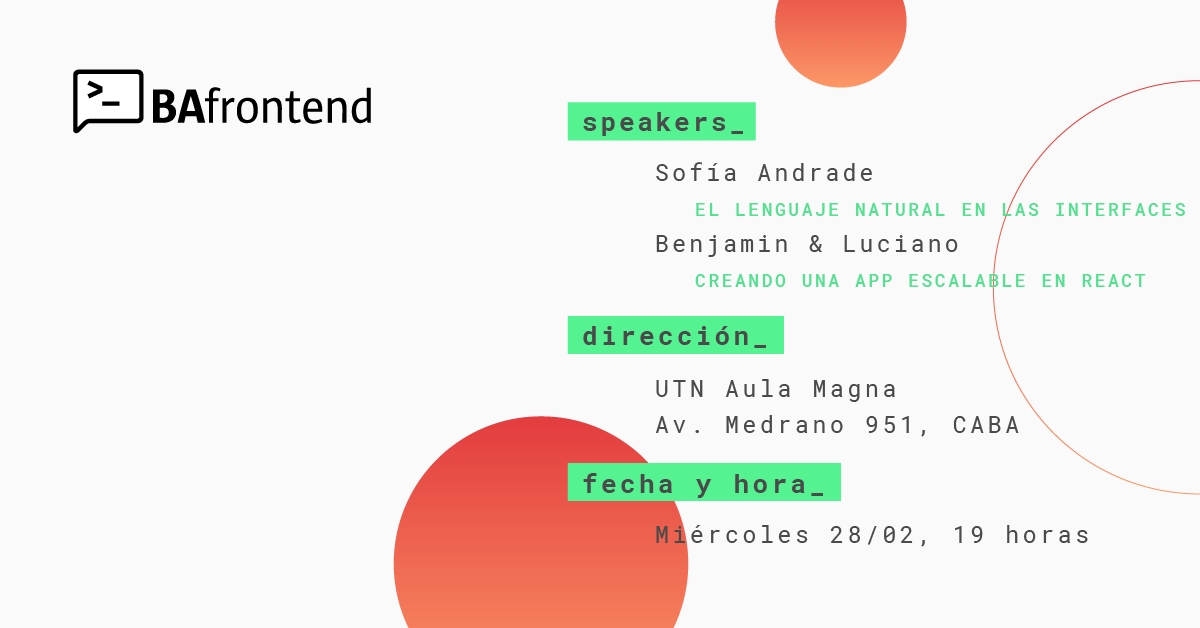 >_ BAfrontend
speakers_
Sofía Andrade
EL LENGUAJE NATURAL EN LAS INTERFACES
Benjamin & Luciano
CREANDO UNA APP ESCALABLE EN REACT
dirección_
UTN Aula Magna
Av. Medrano 951, CABA
fecha y hora_
Miércoles 28/02, 19 horas